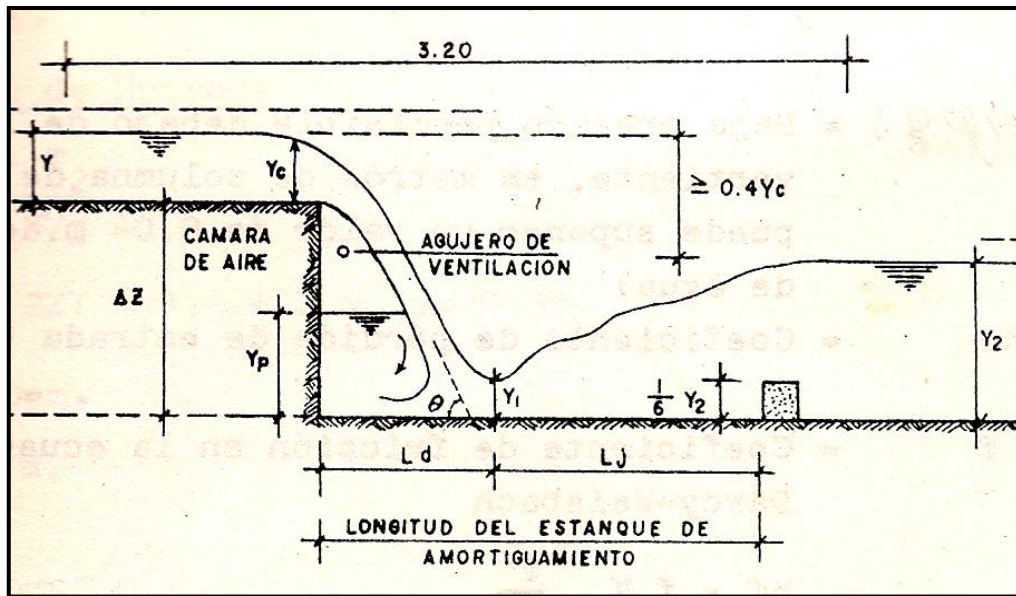 3.20
Y
Yc
≥ 0.4Yc
CAMARA
DE AIRE
AGUJERO DE
VENTILACIÓN
ΔZ
Yp
θ
Y1
1/6 Y2
Y2
Ld
Lj
LONGITUD DEL ESTANQUE DE
AMORTIGUAMIENTO